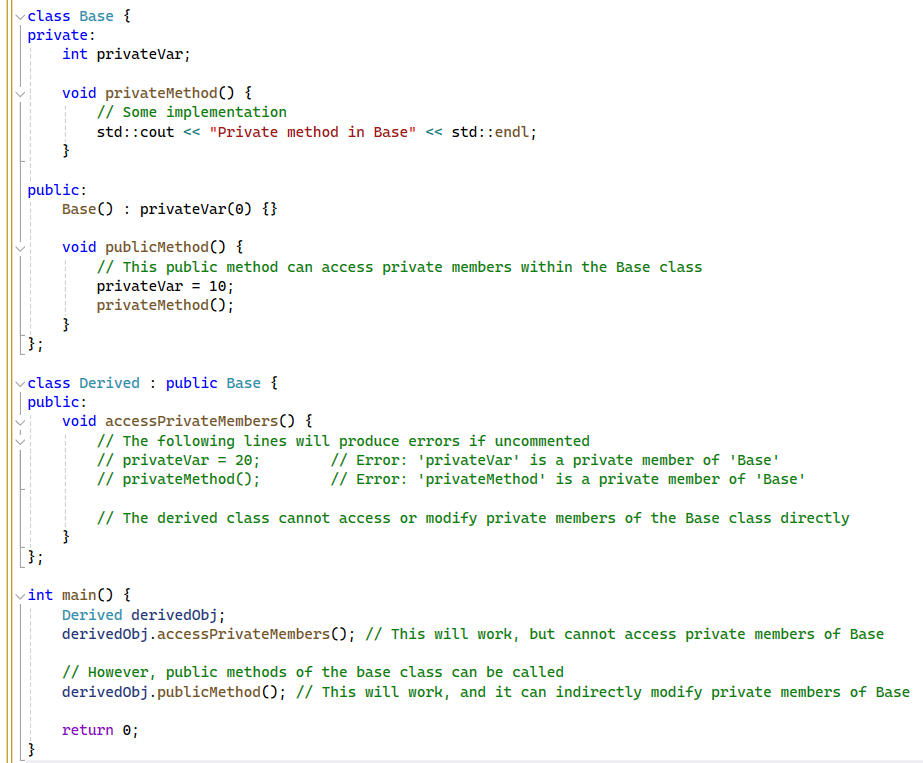 class Base {
private:
    int privateVar;

    void privateMethod() {
        // Some implementation
        std::cout << "Private method in Base" << std::endl;
    }

public:
    Base() : privateVar(0) {}

    void publicMethod() {
        // This public method can access private members within the Base class
        privateVar = 10;
        privateMethod();
    }
};

class Derived : public Base {
public:
    void accessPrivateMembers() {
        // The following lines will produce errors if uncommented
        // privateVar = 20;        // Error: 'privateVar' is a private member of 'Base'
        // privateMethod();        // Error: 'privateMethod' is a private member of 'Base'

        // The derived class cannot access or modify private members of the Base class directly
    }
};

int main() {
    Derived derivedObj;
    derivedObj.accessPrivateMembers(); // This will work, but cannot access private members of Base

    // However, public methods of the base class can be called
    derivedObj.publicMethod(); // This will work, and it can indirectly modify private members of Base

    return 0;
}